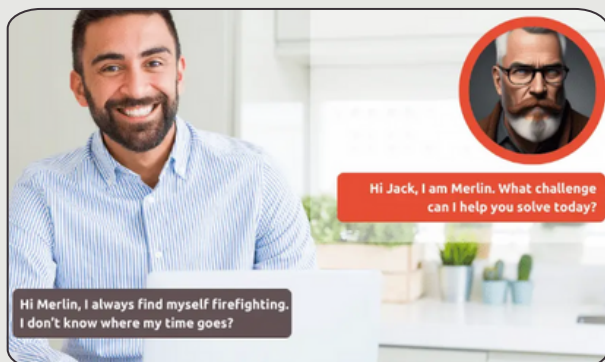 Hi Jack, I am Merlin. What challenge
can I help you solve today?
Hi Merlin, I always find myself firefighting.
I don't know where my time goes?